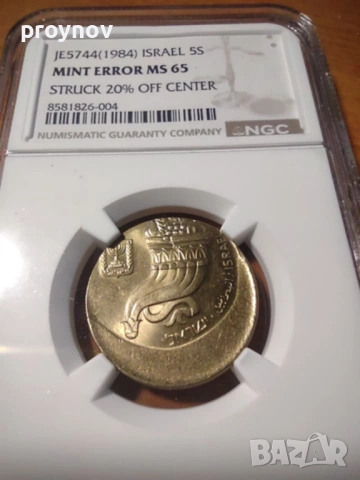 proynov
JE5744(1984) ISRAEL 5S
MINT ERROR MS 65
STRUCK 20% OFF CENTER
8581826-004
NUMISMATIC GUARANTY COMPANY
NGC
ISRAEL
BAZAR